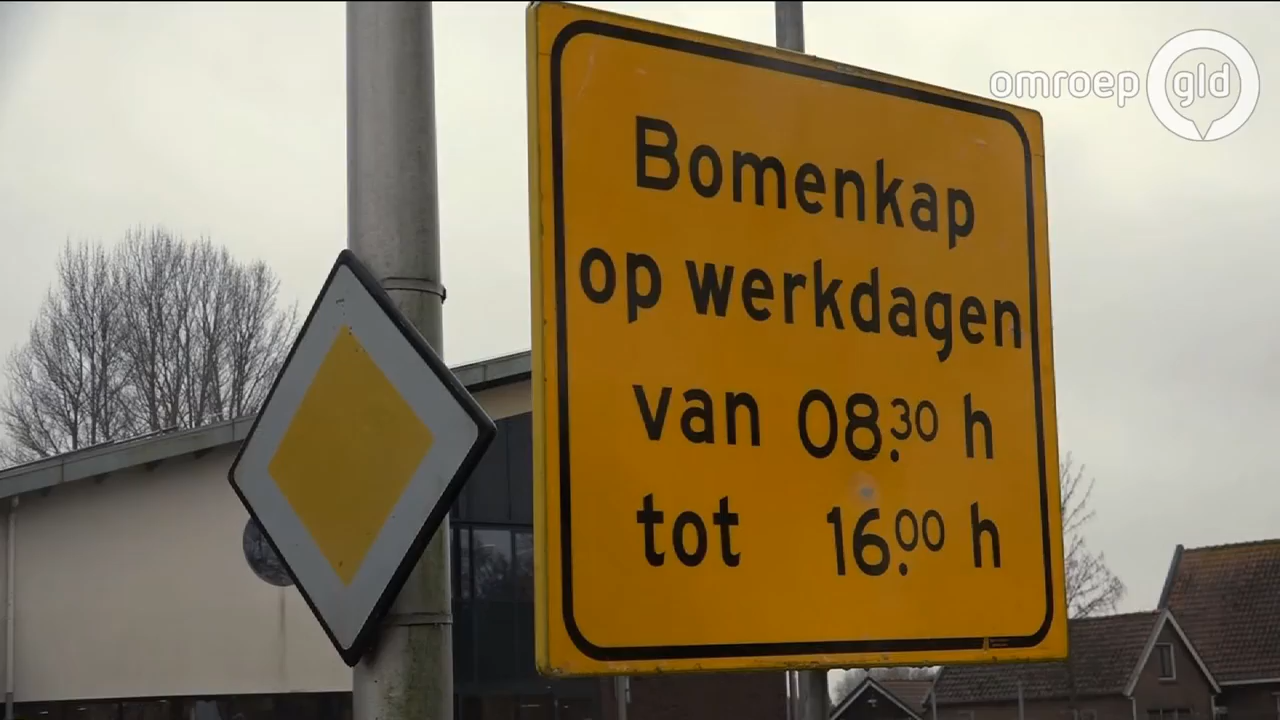 omroep gld
Bomenkap
op werkdagen
van 08.30 h
tot 16.00 h